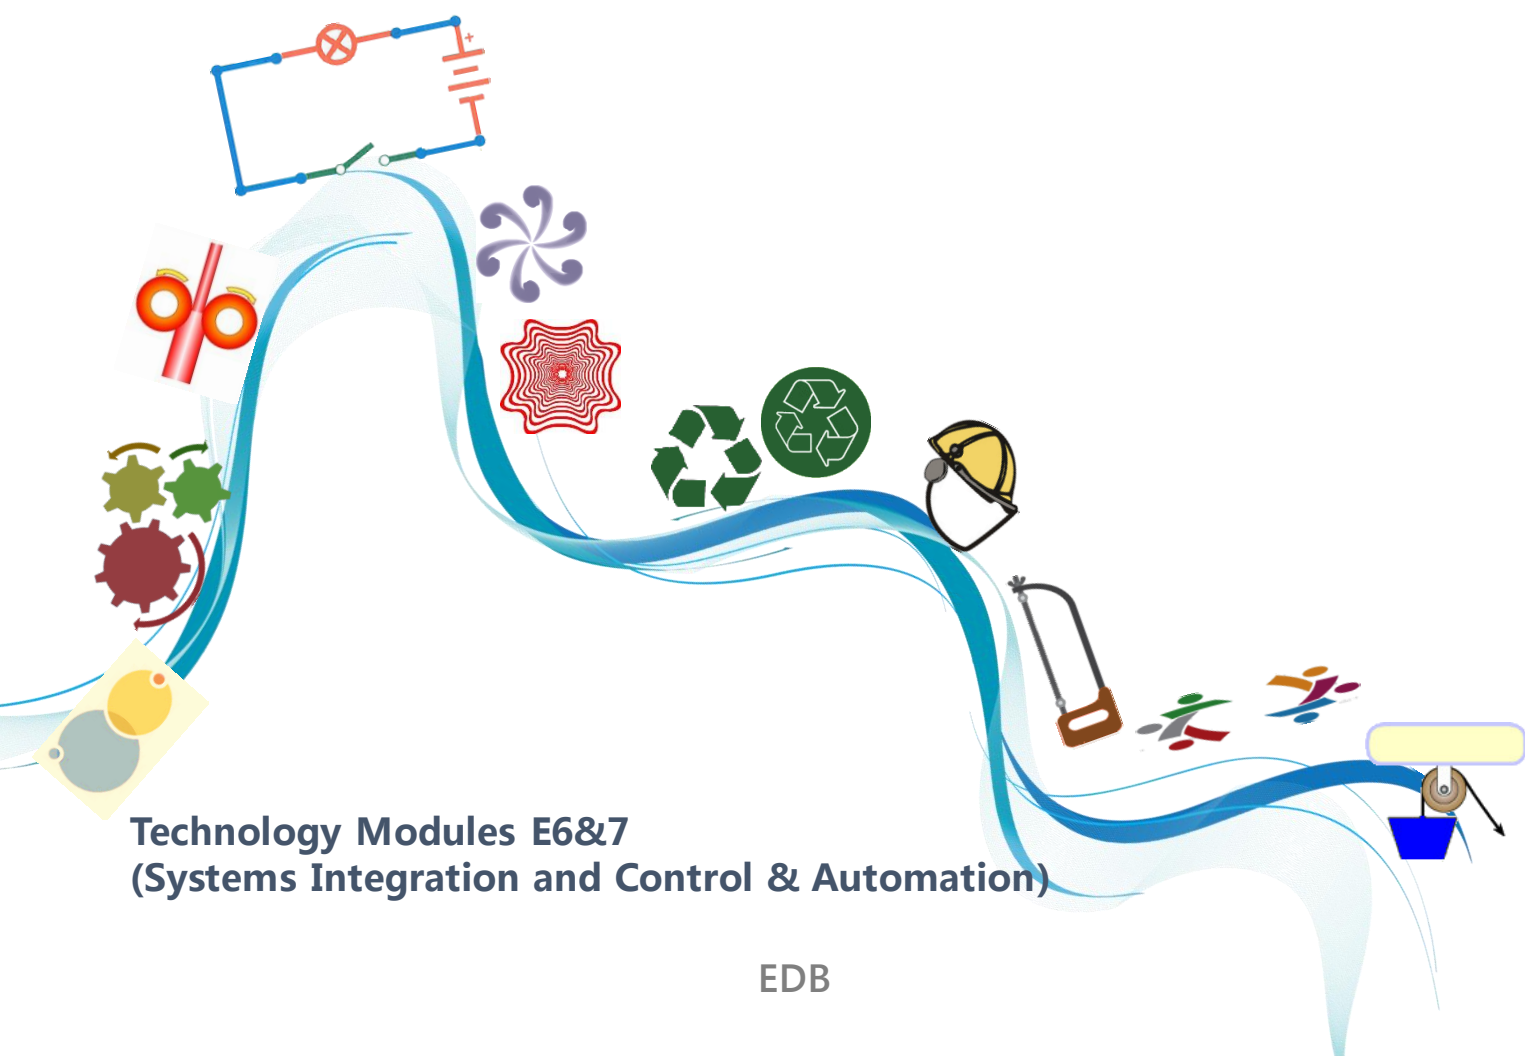 Technology Modules E6&7
(Systems Integration and Control & Automation)
EDB